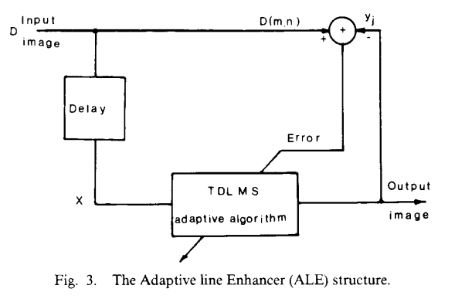 Input
D
image
D(m,n)
y_j
+
+
-
Delay
Error
X
TDLMS
adaptive algorithm
Output
image
Fig. 3. The Adaptive line Enhancer (ALE) structure.